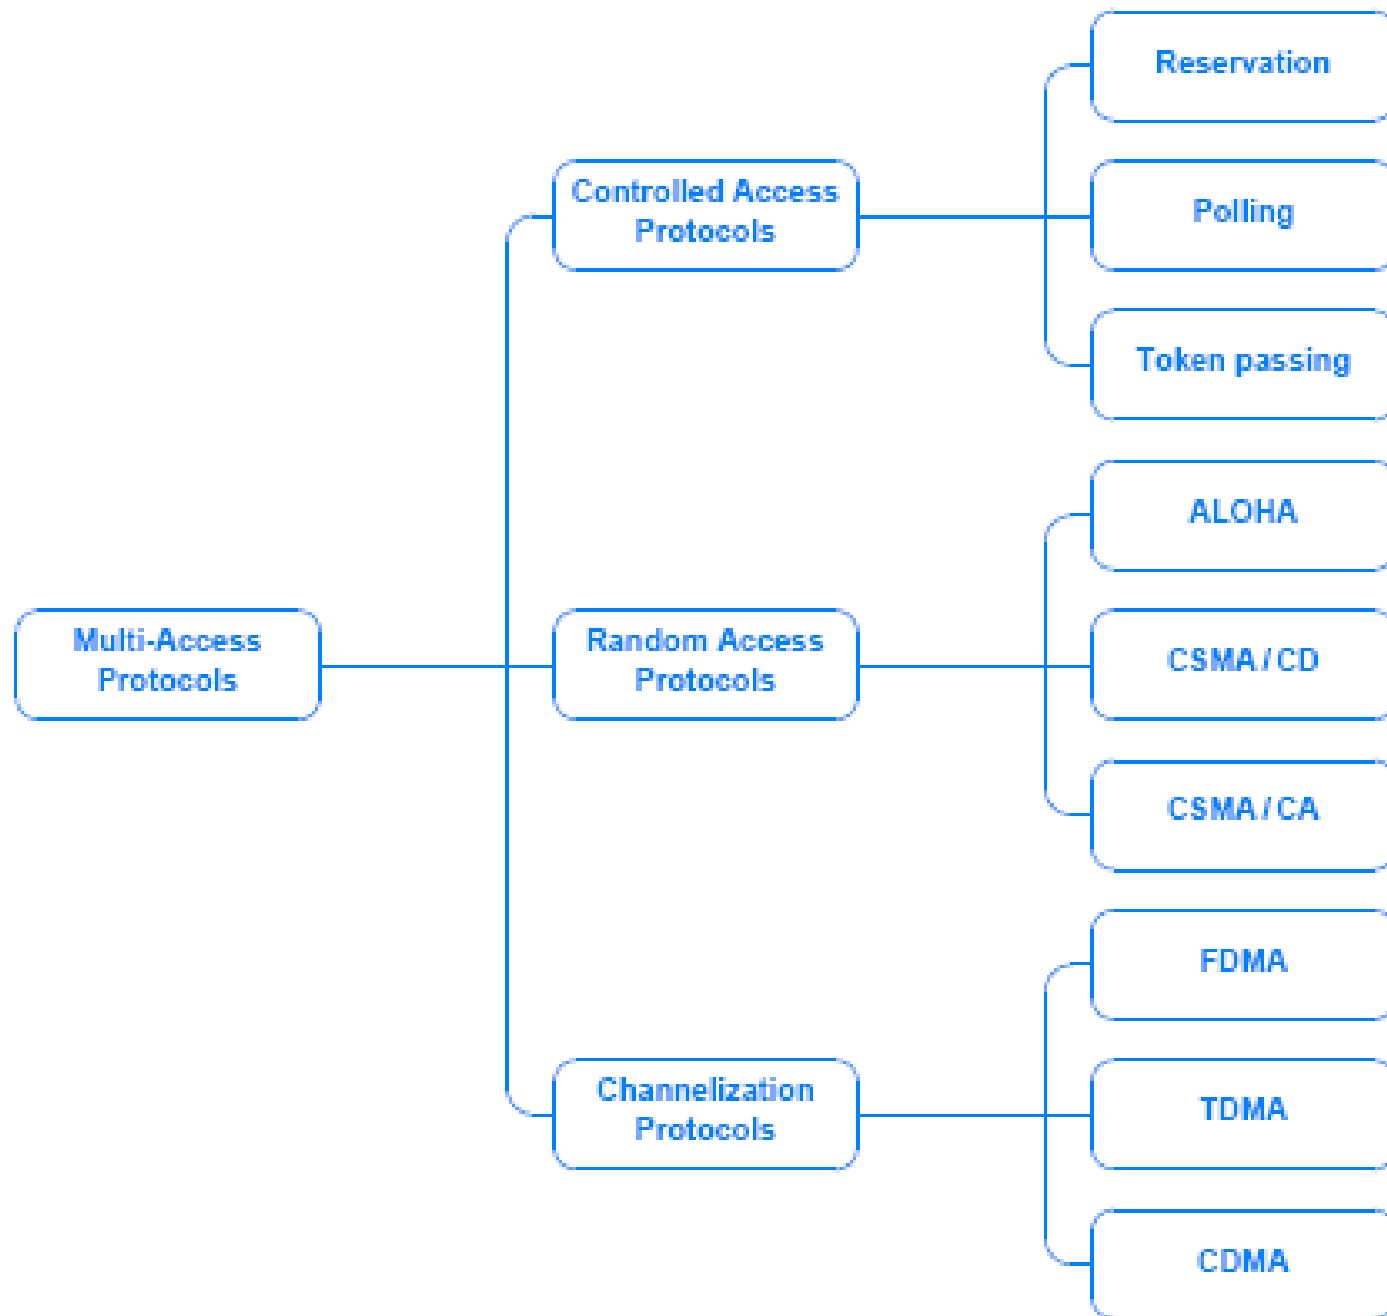 Reservation
Controlled Access
Protocols
Polling
Token passing
ALOHA
Multi-Access
Protocols
Random Access
Protocols
CSMA / CD
CSMA / CA
FDMA
Channelization
Protocols
TDMA
CDMA